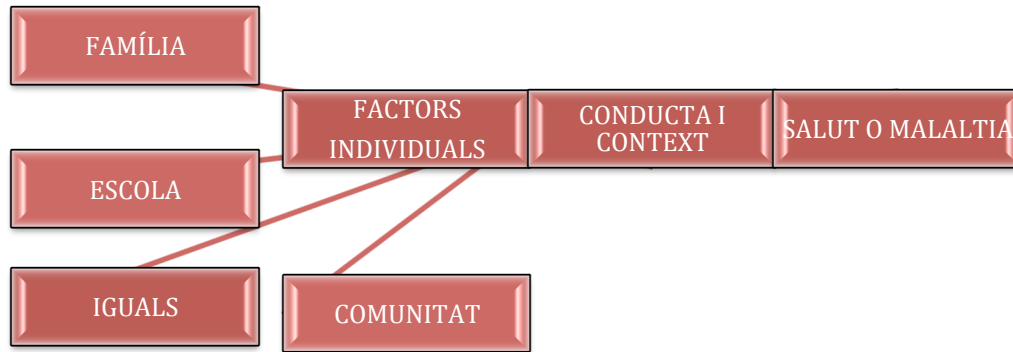 FAMÍLIA
FACTORS
INDIVIDUALS
CONDUCTA I
CONTEXT
SALUT O MALALTIA
ESCOLA
IGUALS
COMUNITAT